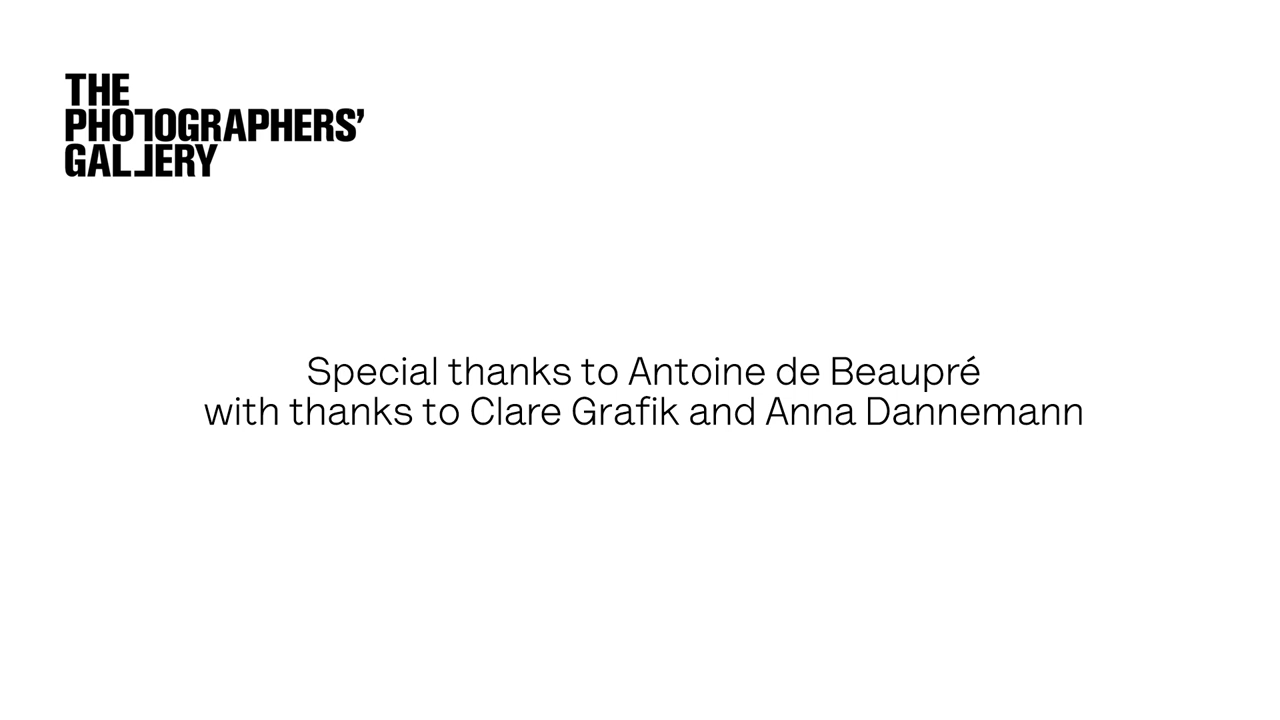 THE
PHOTOGRAPHERS’
GALLERY
Special thanks to Antoine de Beaupré
with thanks to Clare Grafik and Anna Dannemann